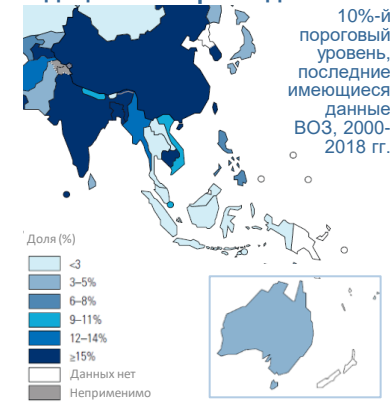 10%-й
пороговый
уровень,
последние
имеющиеся
данные
ВОЗ, 2000-
2018 гг.
Доля (%)
<3
3–5%
6–8%
9–11%
12–14%
≥15%
Данных нет
Неприменимо